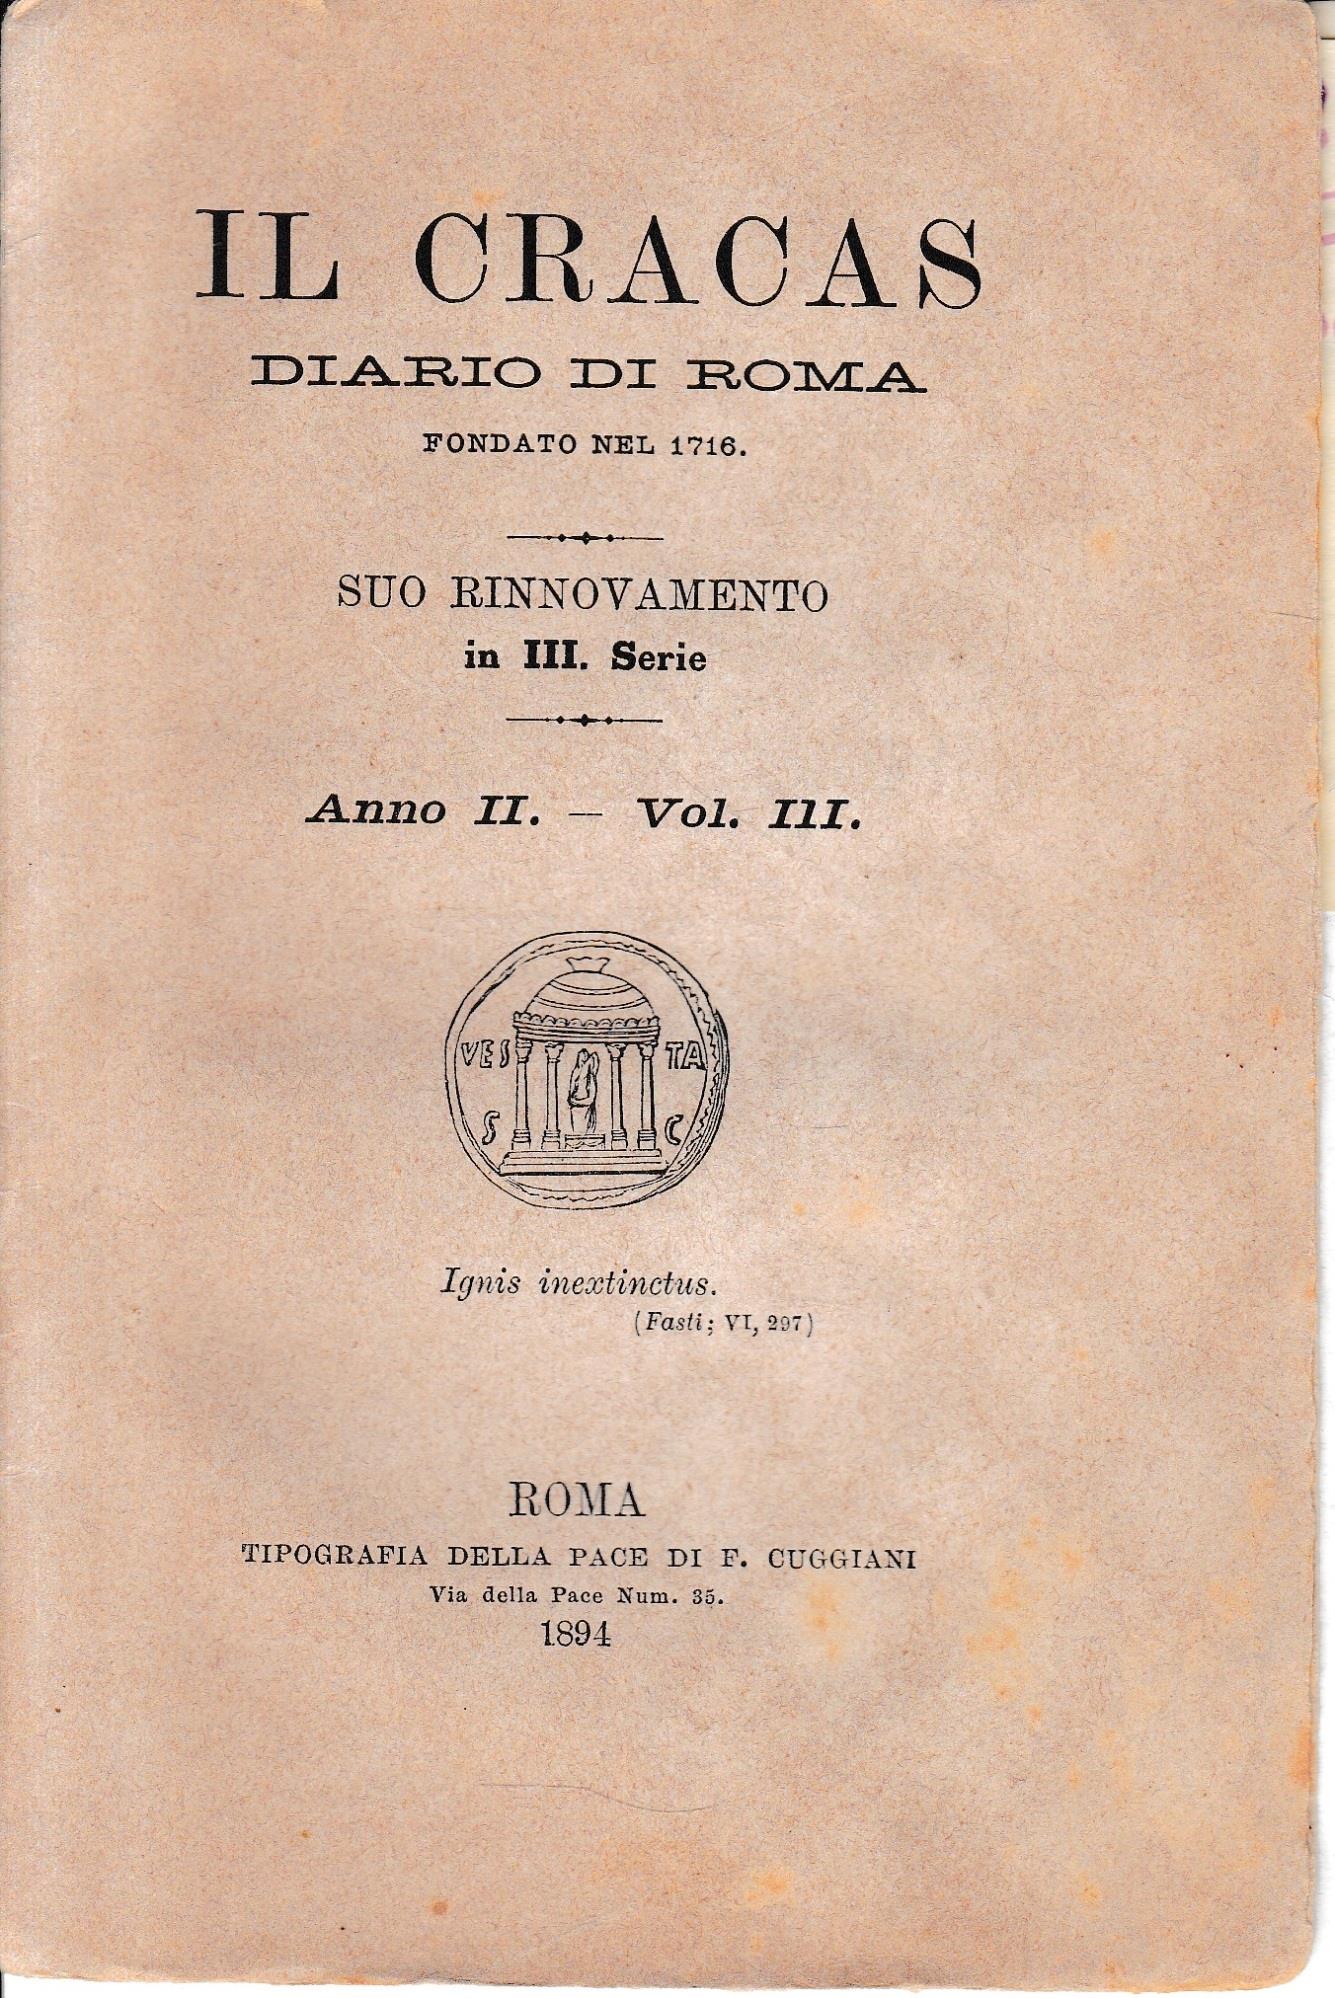 IL CRACAS
DIARIO DI ROMA
FONDATO NEL 1716.
SUO RINNOVAMENTO
in III. Serie
Anno II. — Vol. III.
VES TA
S C
Ignis inextinctus.
(Fasti; VI, 297)
ROMA
TIPOGRAFIA DELLA PACE DI F. CUGGIANI
Via della Pace Num. 35.
1894